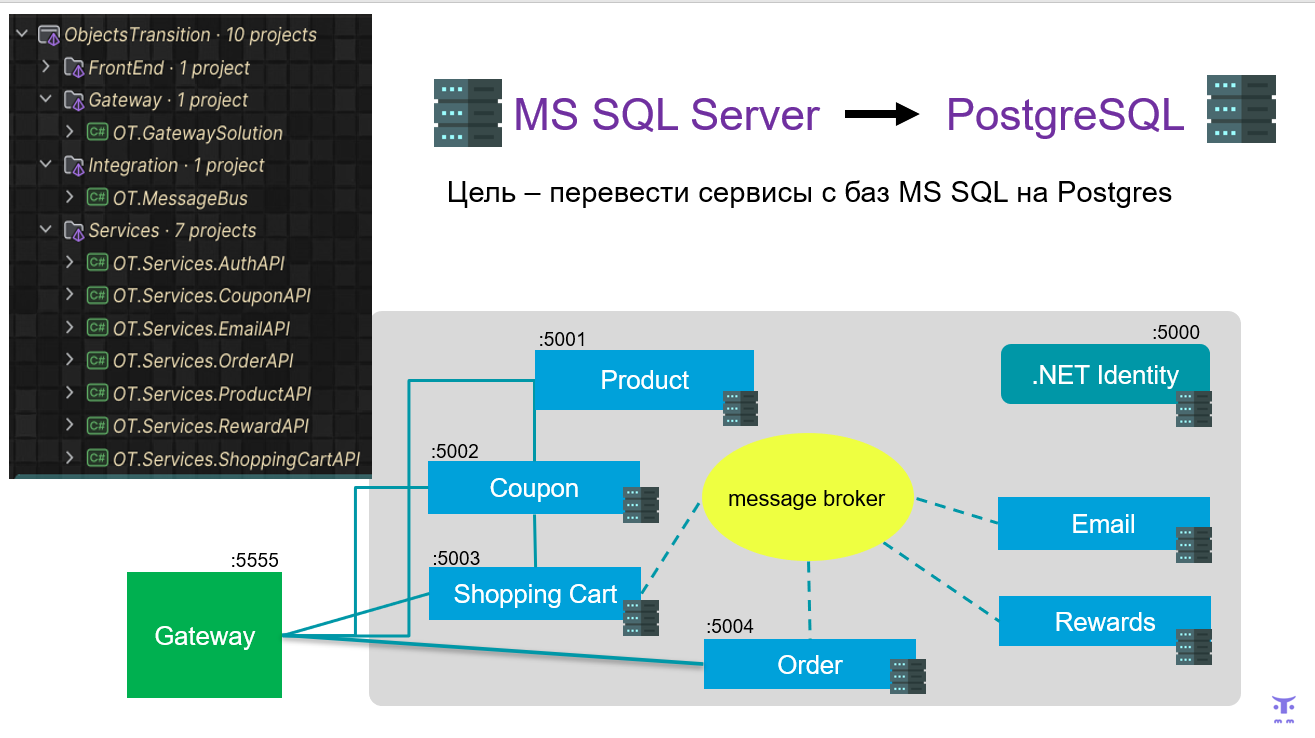 ObjectsTransition · 10 projects
FrontEnd · 1 project
Gateway · 1 project
C# OT.GatewaySolution
Integration · 1 project
C# OT.MessageBus
Services · 7 projects
C# OT.Services.AuthAPI
C# OT.Services.CouponAPI
C# OT.Services.EmailAPI
C# OT.Services.OrderAPI
C# OT.Services.ProductAPI
C# OT.Services.RewardAPI
C# OT.Services.ShoppingCartAPI
MS SQL Server
PostgreSQL
Цель – перевести сервисы с баз MS SQL на Postgres
:5001
Product
:5000
.NET Identity
:5002
Coupon
message broker
Email
:5003
Shopping Cart
:5555
Gateway
Rewards
:5004
Order